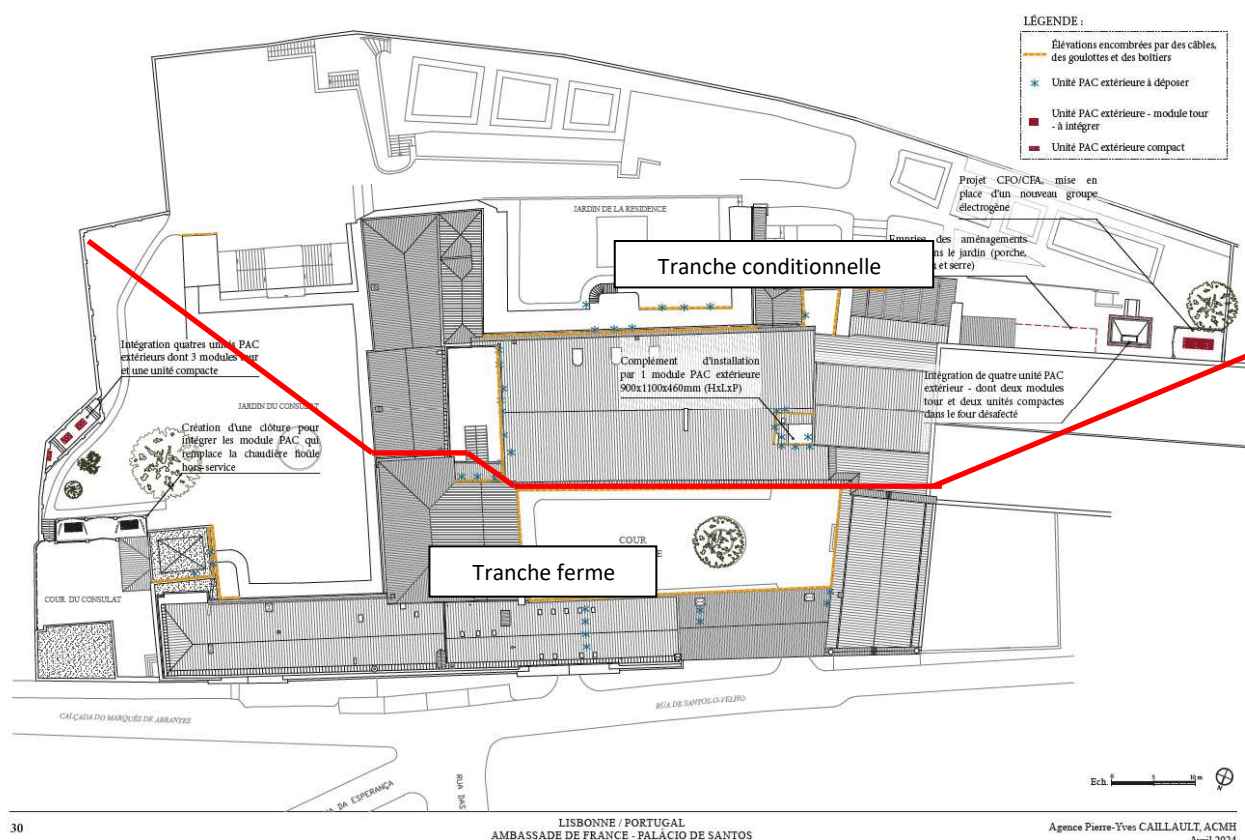 LÉGENDE :
Élévations encombrées par des câbles,
des goulottes et des boîtiers
Unité PAC extérieure à déposer
Unité PAC extérieure - module tour
- à intégrer
Unité PAC extérieure compact
Projet CFO/CFA, mise en
place d'un nouveau groupe
électrogène
JARDIN DE LA RESIDENCE
Emprise des aménagements
dans le jardin (porche,
et serre)
Tranche conditionnelle
Intégration quatres unités PAC
extérieurs dont 3 modules tour
et une unité compacte
Complément d'installation
par 1 module PAC extérieure
900x1100x460mm (HxLxP)
Intégration de quatre unité PAC
extérieur - dont deux modules
tour et deux unités compactes
dans le four désafecté
JARDIN DU CONSULAT
Création d'une clôture pour
intégrer les module PAC qui
remplace la chaudière fioule
hors-service
COUR
Tranche ferme
COUR DU CONSULAT
CALÇADA DO MARQUÊS DE ABRANTES
RUA DE SANTOS-O-VELHO
DA ESPERANÇA
RUA DAS
Ech. 0 5 10 m
N
30
LISBONNE / PORTUGAL
AMBASSADE DE FRANCE - PALÁCIO DE SANTOS
Agence Pierre-Yves CAILLAULT, ACMH
Avril 2024